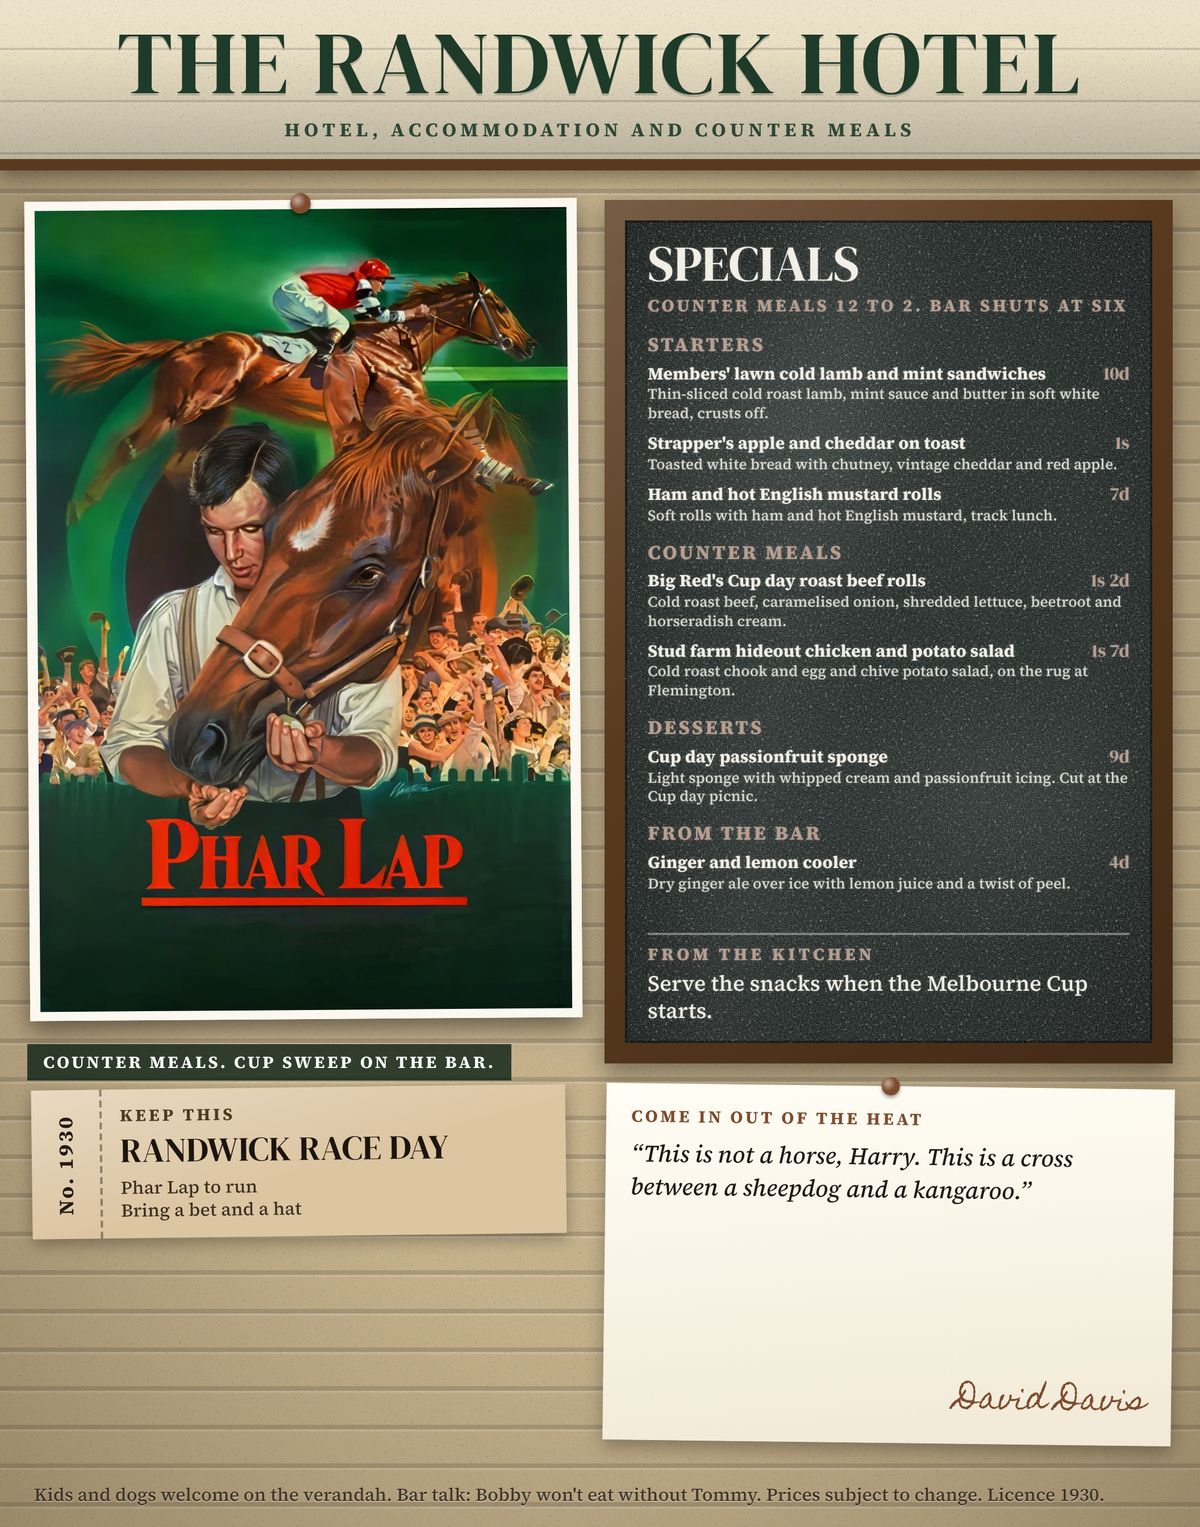 THE RANDWICK HOTEL
HOTEL, ACCOMMODATION AND COUNTER MEALS
2
PHAR LAP
COUNTER MEALS. CUP SWEEP ON THE BAR.
No. 1930
KEEP THIS
RANDWICK RACE DAY
Phar Lap to run
Bring a bet and a hat
SPECIALS
COUNTER MEALS 12 TO 2. BAR SHUTS AT SIX
STARTERS
Members' lawn cold lamb and mint sandwiches 10d
Thin-sliced cold roast lamb, mint sauce and butter in soft white
bread, crusts off.
Strapper's apple and cheddar on toast 1s
Toasted white bread with chutney, vintage cheddar and red apple.
Ham and hot English mustard rolls 7d
Soft rolls with ham and hot English mustard, track lunch.
COUNTER MEALS
Big Red's Cup day roast beef rolls 1s 2d
Cold roast beef, caramelised onion, shredded lettuce, beetroot and
horseradish cream.
Stud farm hideout chicken and potato salad 1s 7d
Cold roast chook and egg and chive potato salad, on the rug at
Flemington.
DESSERTS
Cup day passionfruit sponge 9d
Light sponge with whipped cream and passionfruit icing. Cut at the
Cup day picnic.
FROM THE BAR
Ginger and lemon cooler 4d
Dry ginger ale over ice with lemon juice and a twist of peel.
FROM THE KITCHEN
Serve the snacks when the Melbourne Cup
starts.
COME IN OUT OF THE HEAT
“This is not a horse, Harry. This is a cross
between a sheepdog and a kangaroo.”
David Davis
Kids and dogs welcome on the verandah. Bar talk: Bobby won't eat without Tommy. Prices subject to change. Licence 1930.